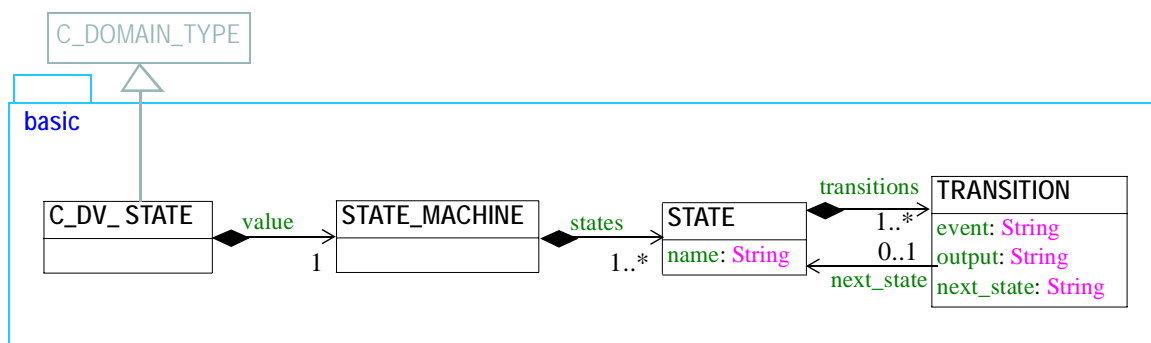 C_DOMAIN_TYPE
basic
C_DV_ STATE
value
1
STATE_MACHINE
states
1..*
STATE
name: String
transitions
1..*
0..1
next_state
TRANSITION
event: String
output: String
next_state: String